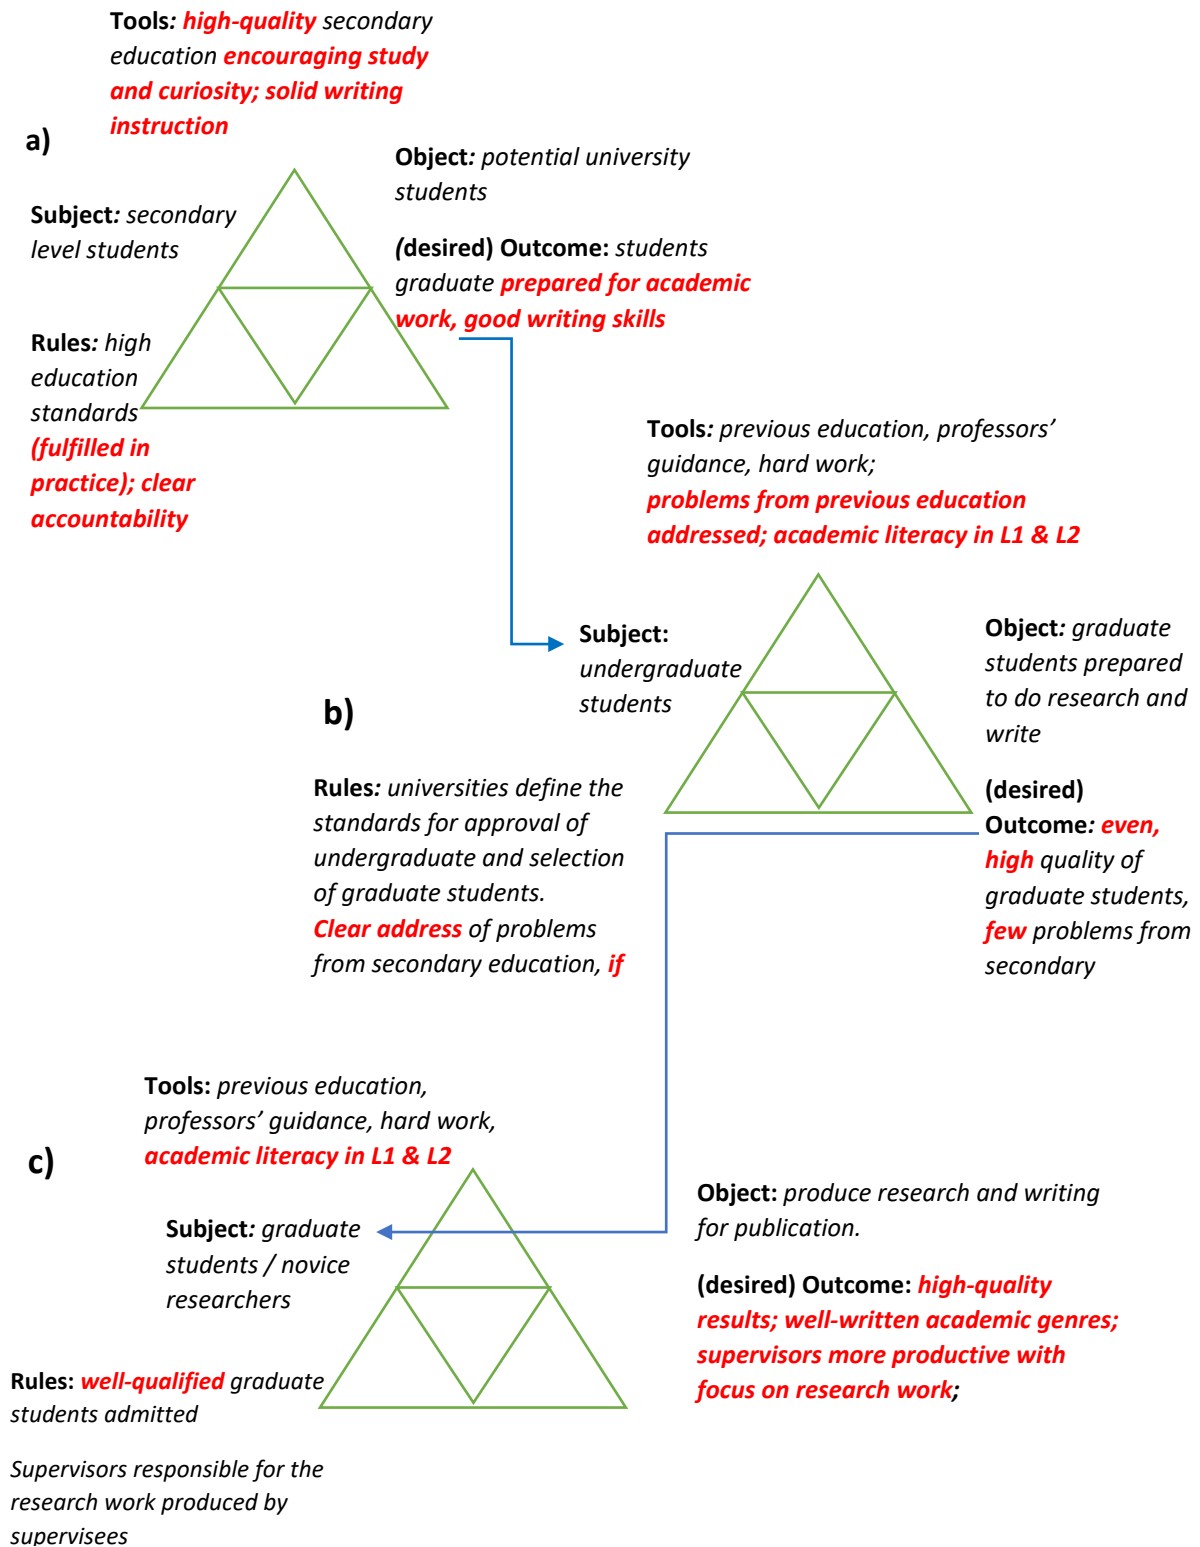 Tools: high-quality secondary
education encouraging study
and curiosity; solid writing
instruction
a)
Object: potential university
students
Subject: secondary
level students
(desired) Outcome: students
graduate prepared for academic
work, good writing skills
Rules: high
education
standards
(fulfilled in
practice); clear
accountability
Tools: previous education, professors’
guidance, hard work;
problems from previous education
addressed; academic literacy in L1 & L2
Subject:
undergraduate
students
Object: graduate
students prepared
to do research and
write
b)
Rules: universities define the
standards for approval of
undergraduate and selection
of graduate students.
Clear address of problems
from secondary education, if
(desired)
Outcome: even,
high quality of
graduate students,
few problems from
secondary
Tools: previous education,
professors’ guidance, hard work,
academic literacy in L1 & L2
c)
Subject: graduate
students / novice
researchers
Object: produce research and writing
for publication.
(desired) Outcome: high-quality
results; well-written academic genres;
supervisors more productive with
focus on research work;
Rules: well-qualified graduate
students admitted
Supervisors responsible for the
research work produced by
supervisees